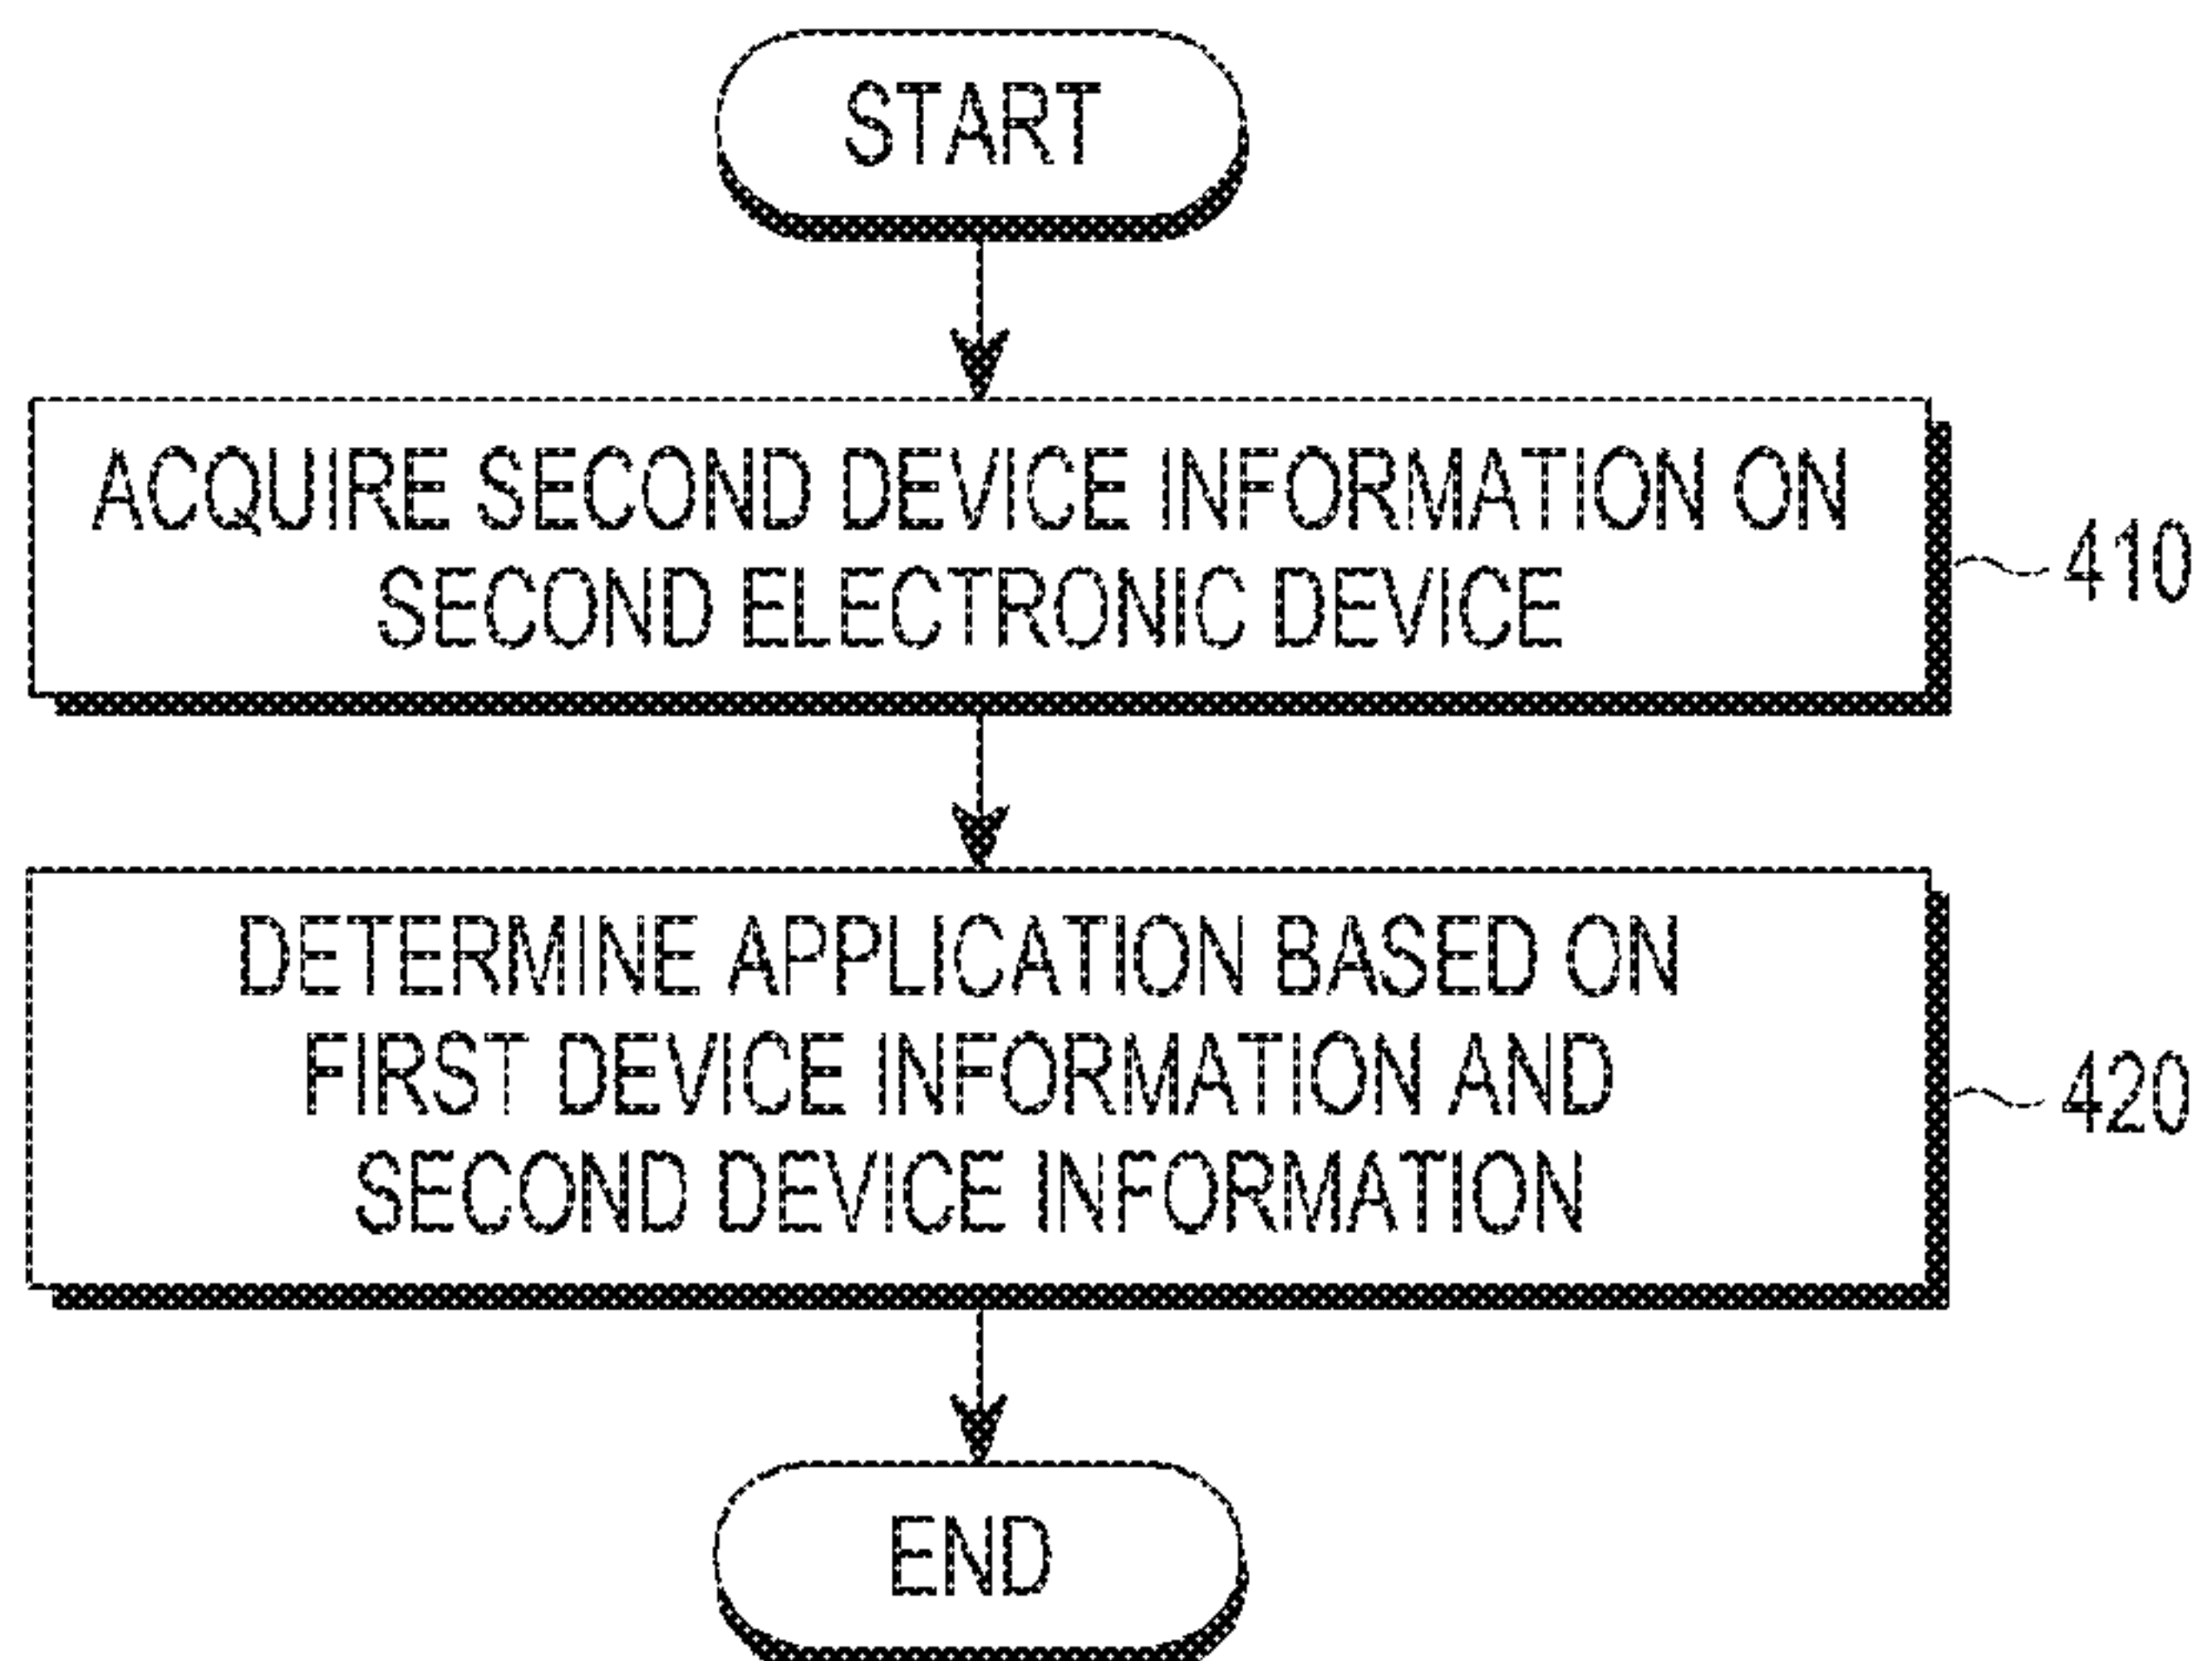 START
ACQUIRE SECOND DEVICE INFORMATION ON
SECOND ELECTRONIC DEVICE
410
DETERMINE APPLICATION BASED ON
FIRST DEVICE INFORMATION AND
SECOND DEVICE INFORMATION
420
END